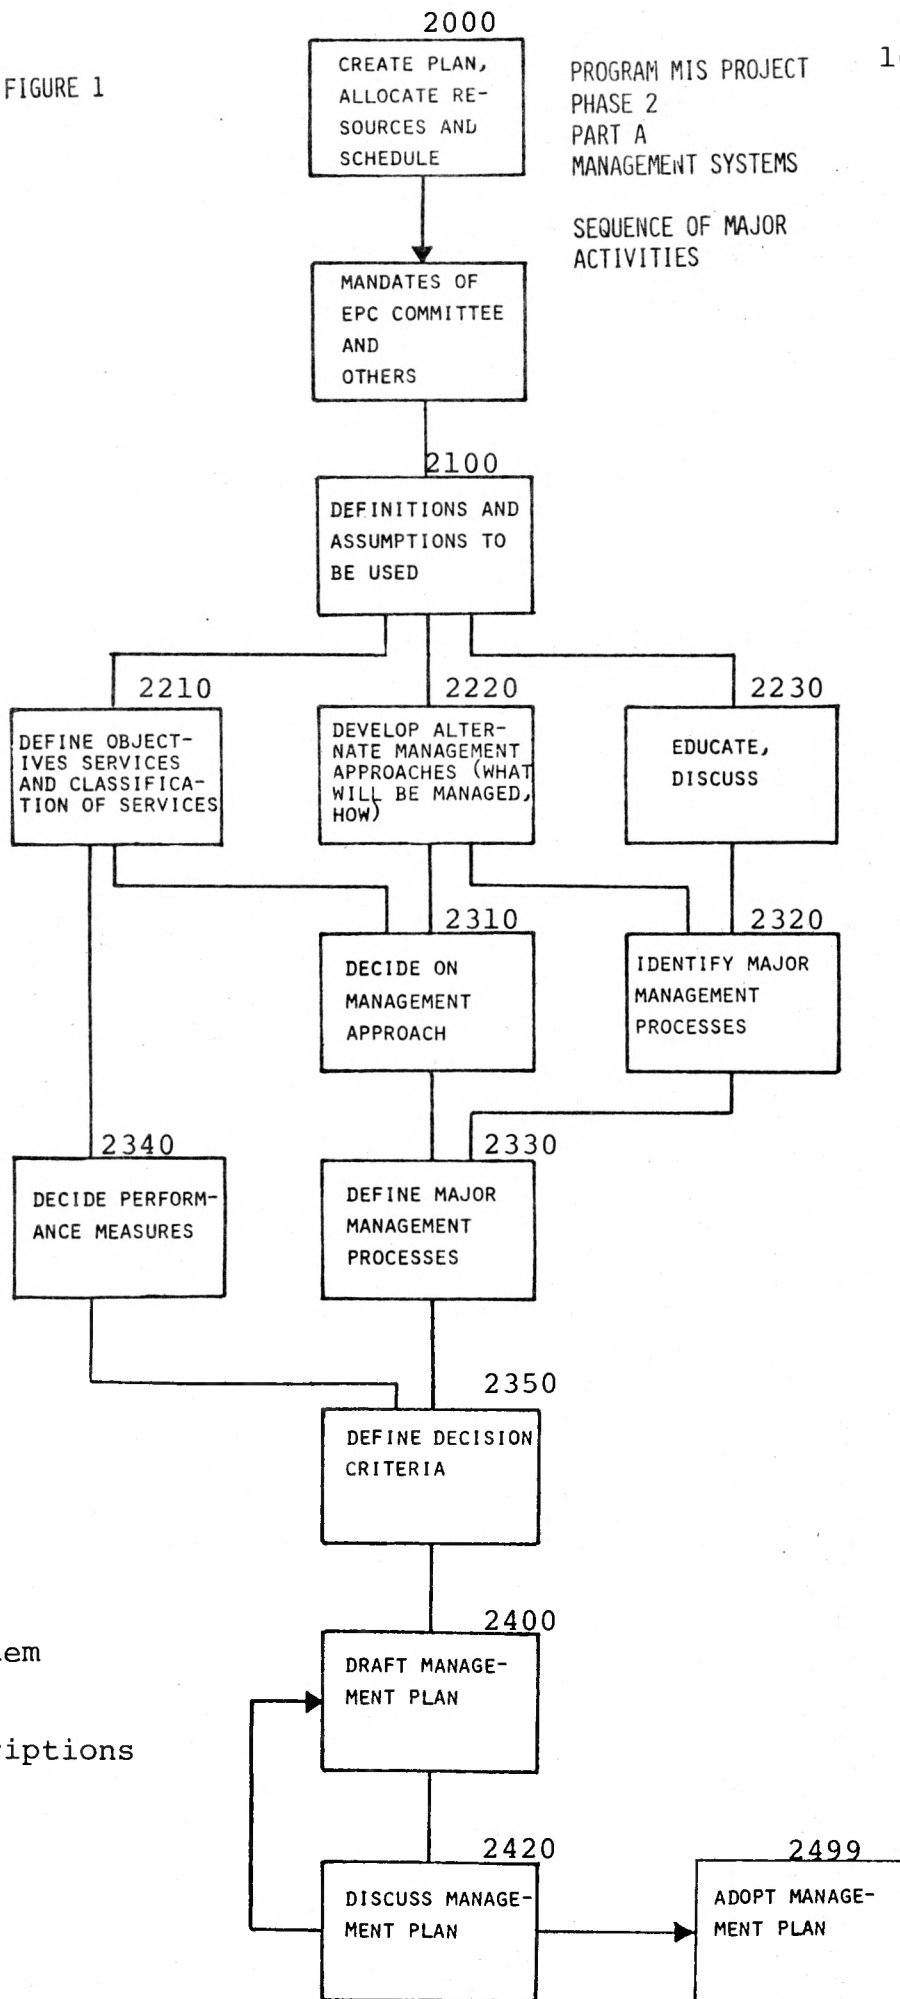 2000
FIGURE 1
CREATE PLAN,
ALLOCATE RE-
SOURCES AND
SCHEDULE
PROGRAM MIS PROJECT
PHASE 2
PART A
MANAGEMENT SYSTEMS
SEQUENCE OF MAJOR
ACTIVITIES
MANDATES OF
EPC COMMITTEE
AND
OTHERS
2100
DEFINITIONS AND
ASSUMPTIONS TO
BE USED
2210
DEFINE OBJECT-
IVES SERVICES
AND CLASSIFICA-
TION OF SERVICES
2220
DEVELOP ALTER-
NATE MANAGEMENT
APPROACHES (WHAT
WILL BE MANAGED,
HOW)
2230
EDUCATE,
DISCUSS
2310
DECIDE ON
MANAGEMENT
APPROACH
2320
IDENTIFY MAJOR
MANAGEMENT
PROCESSES
2340
DECIDE PERFORM-
ANCE MEASURES
2330
DEFINE MAJOR
MANAGEMENT
PROCESSES
2350
DEFINE DECISION
CRITERIA
2400
DRAFT MANAGE-
MENT PLAN
em
riptions
2420
DISCUSS MANAGE-
MENT PLAN
2499
ADOPT MANAGE-
MENT PLAN